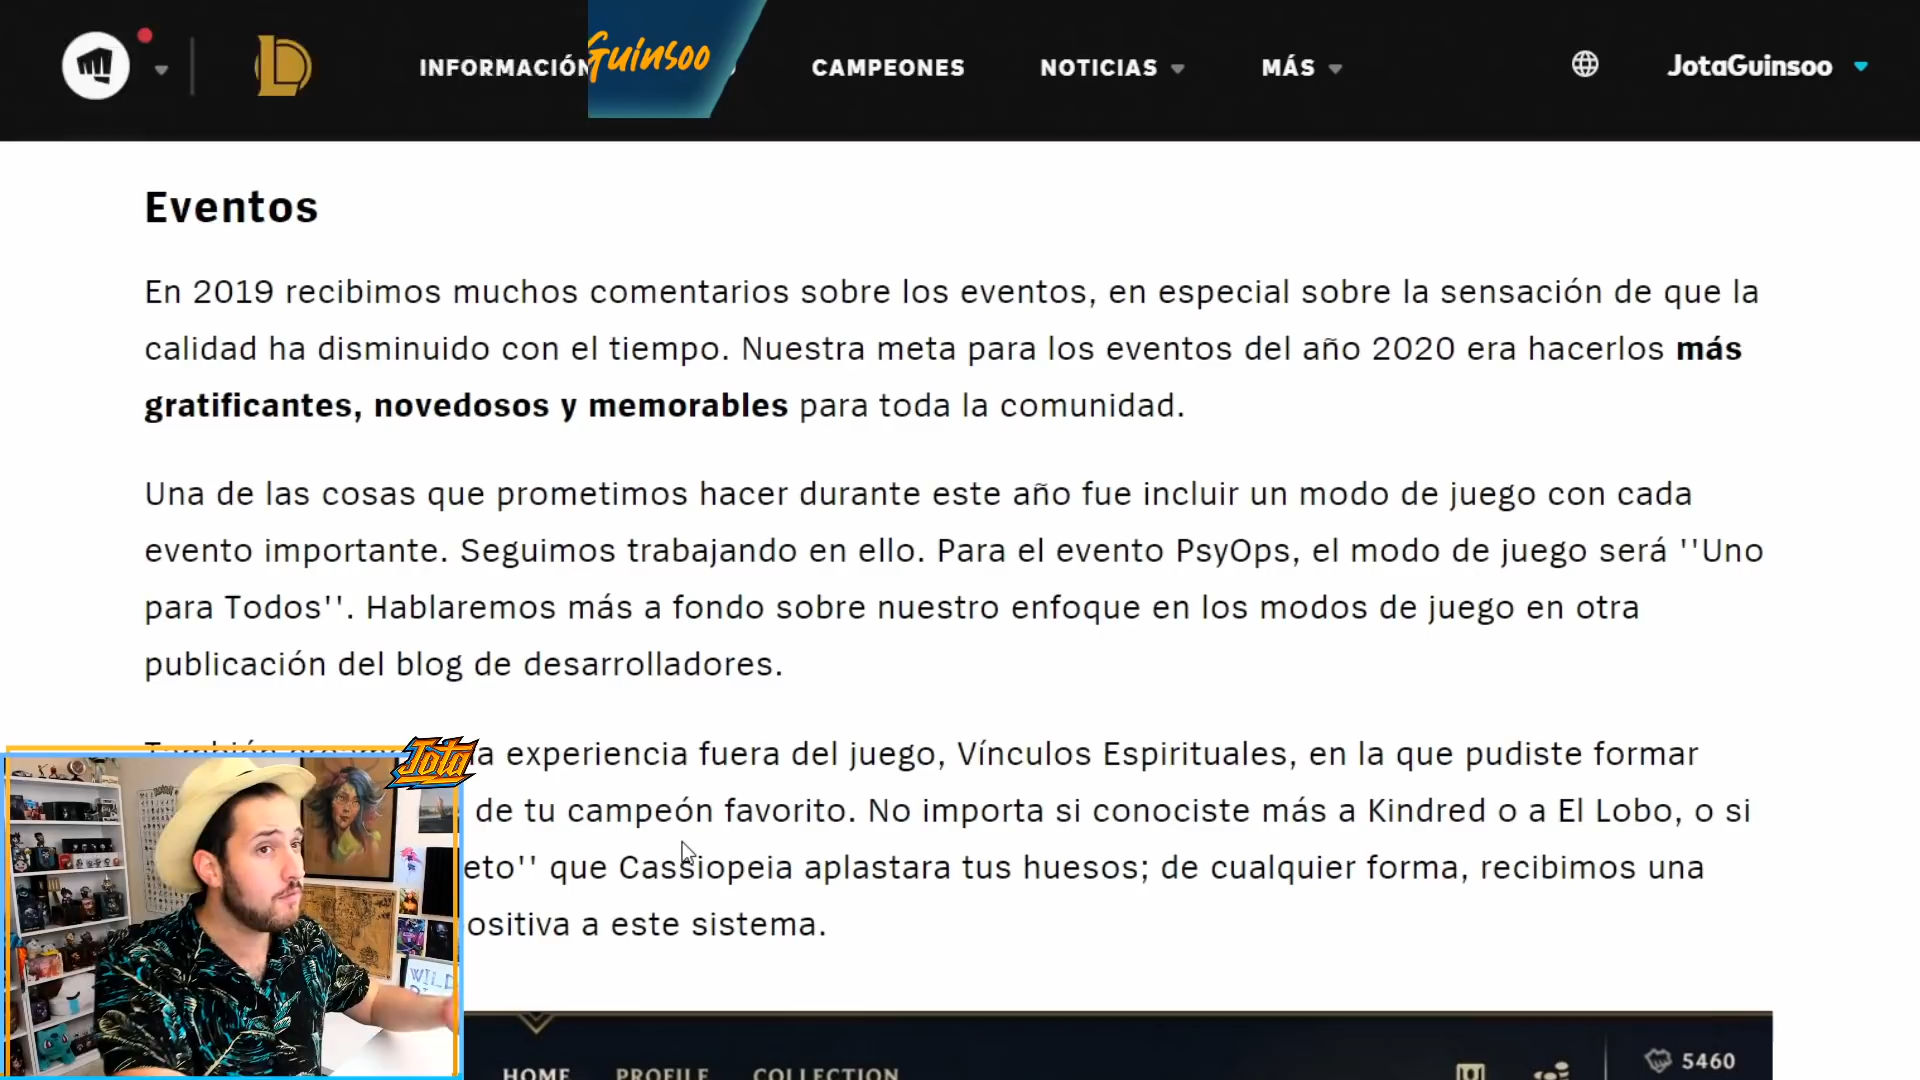 INFORMACIÓN
Guinsoo
CAMPEONES
NOTICIAS
MÁS
JotaGuinsoo
Eventos
En 2019 recibimos muchos comentarios sobre los eventos, en especial sobre la sensación de que la
calidad ha disminuido con el tiempo. Nuestra meta para los eventos del año 2020 era hacerlos más
gratificantes, novedosos y memorables para toda la comunidad.
Una de las cosas que prometimos hacer durante este año fue incluir un modo de juego con cada
evento importante. Seguimos trabajando en ello. Para el evento PsyOps, el modo de juego será ''Uno
para Todos''. Hablaremos más a fondo sobre nuestro enfoque en los modos de juego en otra
publicación del blog de desarrolladores.
experiencia fuera del juego, Vínculos Espirituales, en la que pudiste formar
de tu campeón favorito. No importa si conociste más a Kindred o a El Lobo, o si
eto'' que Cassiopeia aplastara tus huesos; de cualquier forma, recibimos una
ositiva a este sistema.
Jota
WILD
HOME PROFILE COLLECTION
5460